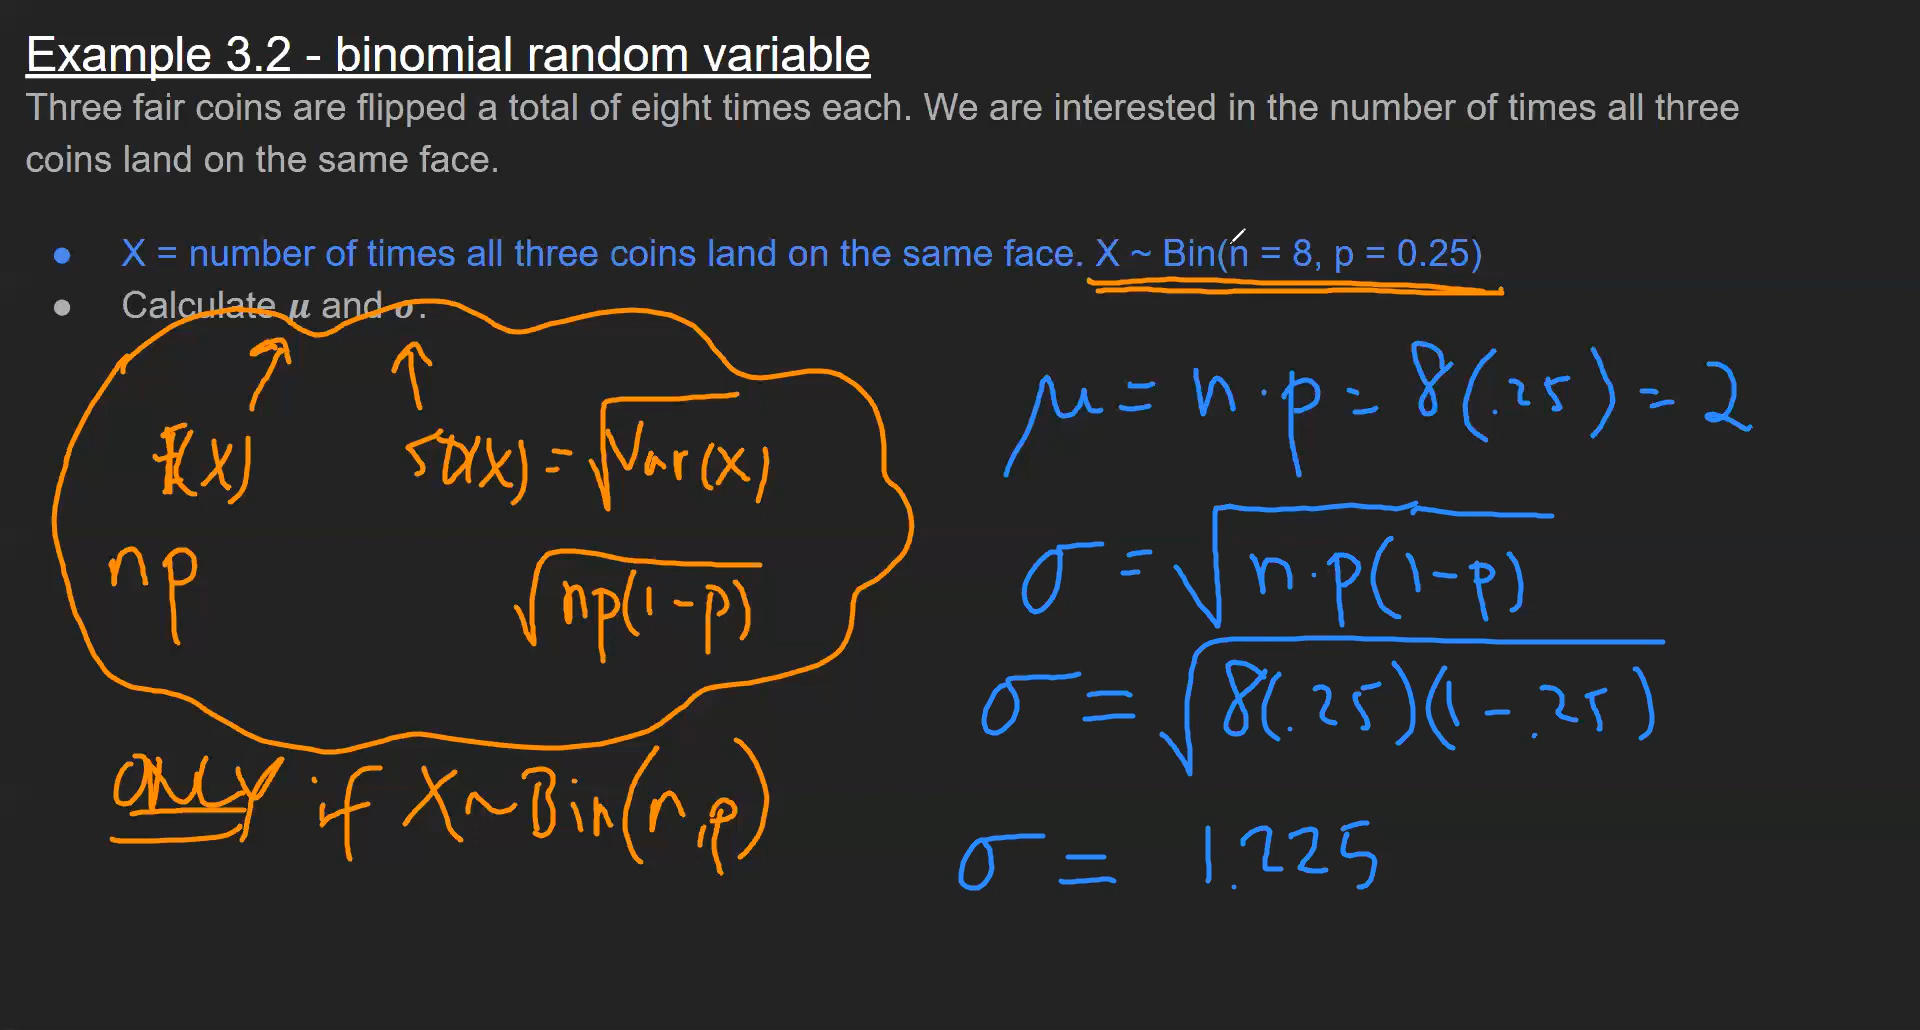 Example 3.2 - binomial random variable
Three fair coins are flipped a total of eight times each. We are interested in the number of times all three
coins land on the same face.
● X = number of times all three coins land on the same face. X ~ Bin(n = 8, p = 0.25)
● Calculate μ and σ.
E(X) SD(X) = √Var(X)
np √np(1-p)
ONLY if X~Bin(n,p)
μ = n·p = 8(.25) = 2
σ = √n·p(1-p)
σ = √8(.25)(1-.25)
σ = 1.225